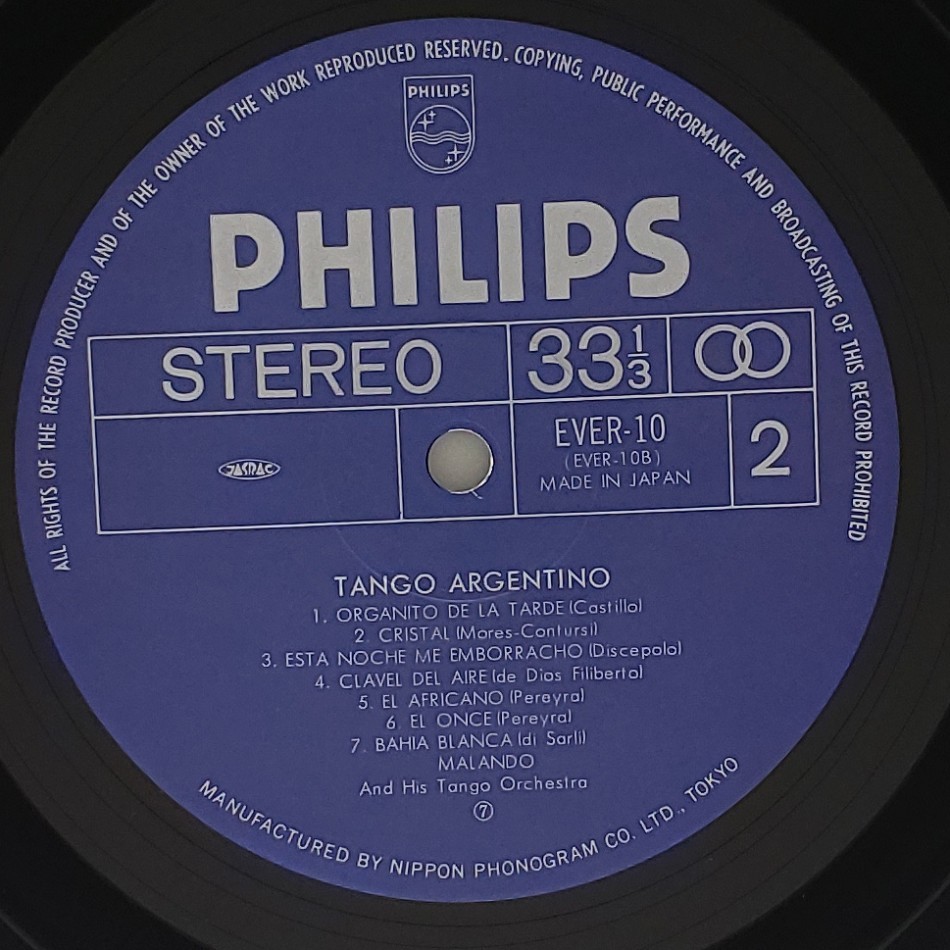 ALL RIGHTS OF THE RECORD PRODUCER AND OF THE OWNER OF THE WORK REPRODUCED RESERVED. COPYING, PUBLIC PERFORMANCE AND BROADCASTING OF THIS RECORD PROHIBITED
PHILIPS
PHILIPS
STEREO
33 1/3
JASRAC
EVER-10
(EVER-10B)
MADE IN JAPAN
2
TANGO ARGENTINO
1. ORGANITO DE LA TARDE (Castillo)
2. CRISTAL (Mores-Contursi)
3. ESTA NOCHE ME EMBORRACHO (Discepolo)
4. CLAVEL DEL AIRE (de Dios Filiberto)
5. EL AFRICANO (Pereyra)
6. EL ONCE (Pereyra)
7. BAHIA BLANCA (di Sarli)
MALANDO
And His Tango Orchestra
⑦
MANUFACTURED BY NIPPON PHONOGRAM CO. LTD., TOKYO